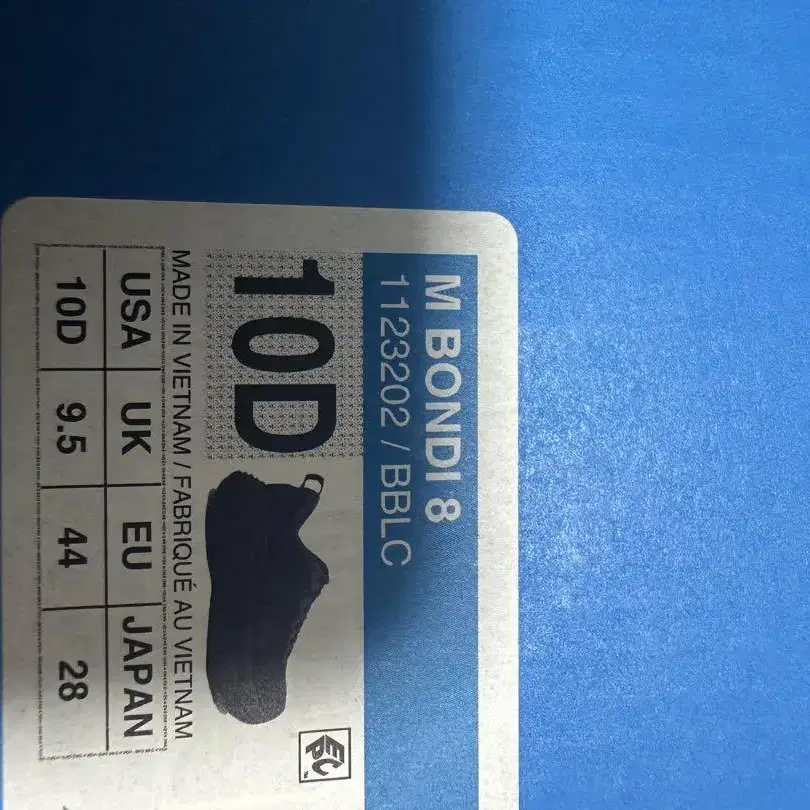 M BONDI 8
1123202 / BBLC
10D
MADE IN VIETNAM / FABRIQUÉ AU VIETNAM
USA UK EU JAPAN
10D 9.5 44 28